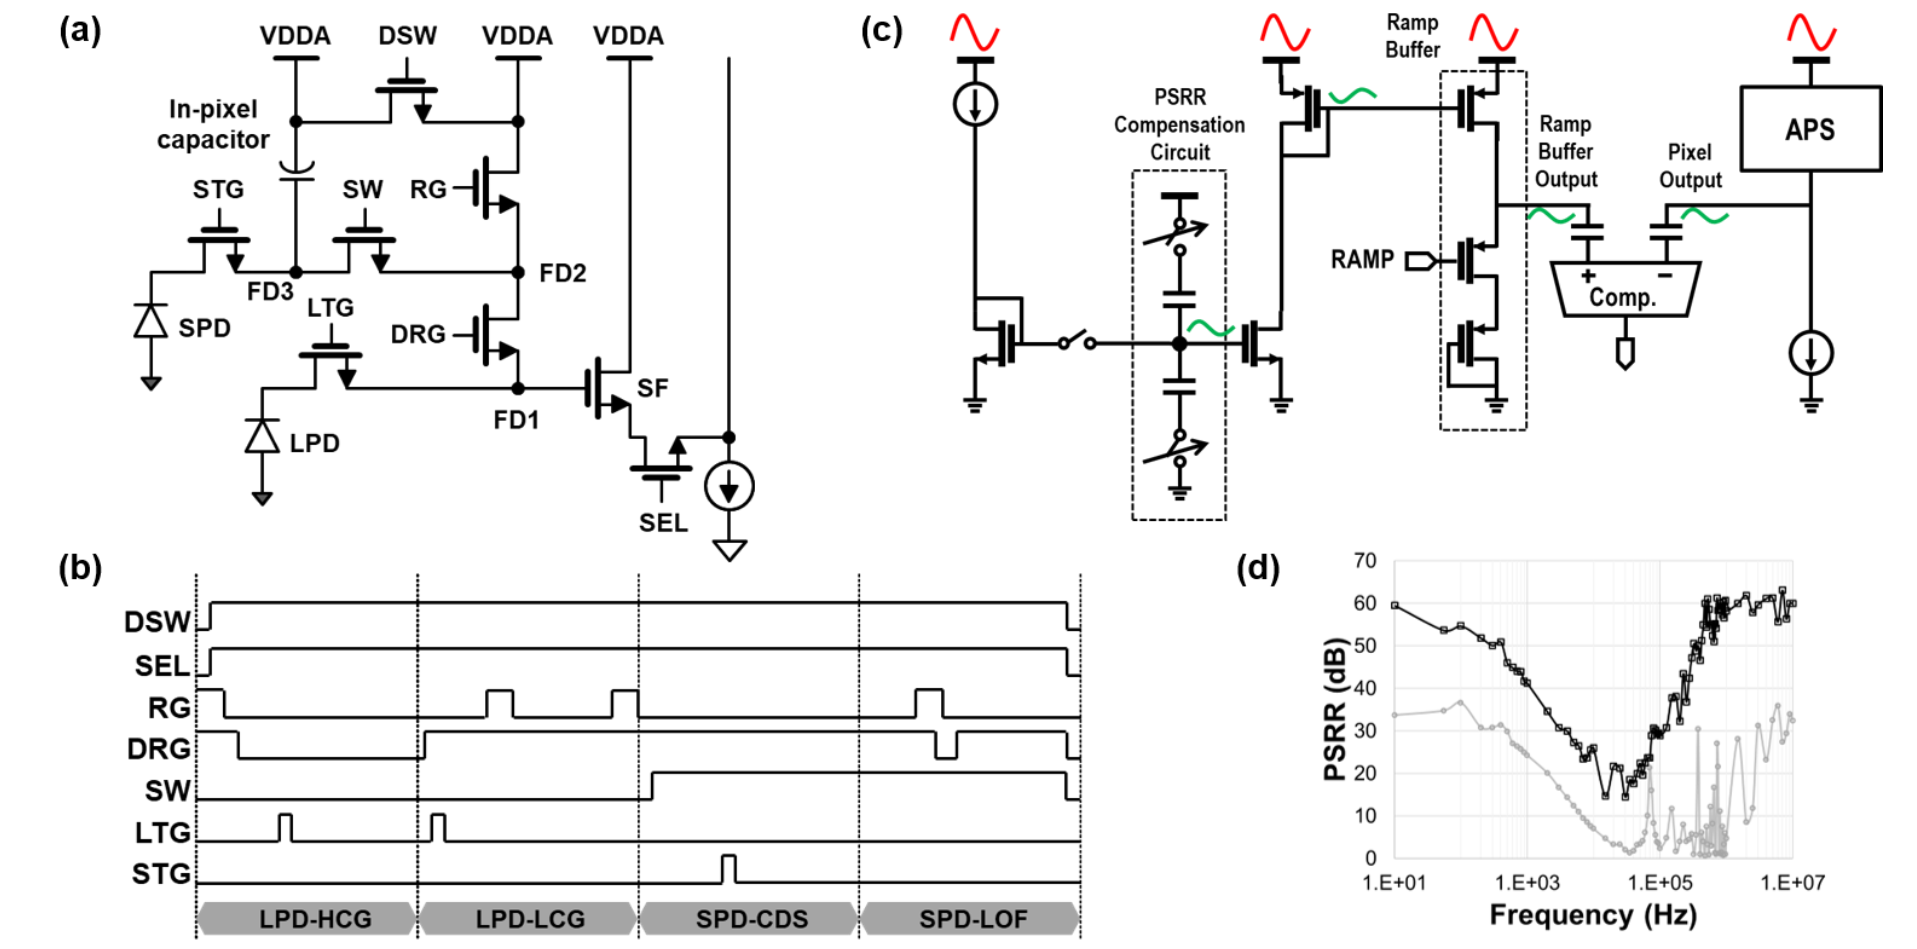 (a)
VDDA
DSW
VDDA
VDDA
In-pixel
capacitor
STG
SW
RG
FD3
FD2
SPD
LTG
DRG
LPD
FD1
SF
SEL
(b)
DSW
SEL
RG
DRG
SW
LTG
STG
LPD-HCG
LPD-LCG
SPD-CDS
SPD-LOF
(c)
PSRR
Compensation
Circuit
Ramp
Buffer
RAMP
Ramp
Buffer
Output
Pixel
Output
APS
+
−
Comp.
(d)
PSRR (dB)
70
60
50
40
30
20
10
0
1.E+01
1.E+03
1.E+05
1.E+07
Frequency (Hz)